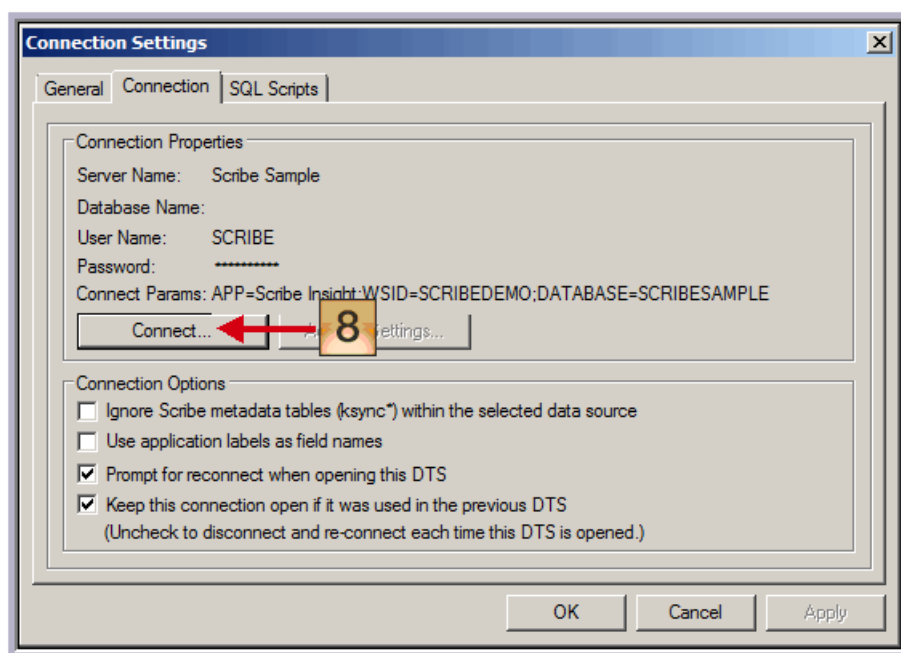 Connection Settings
General Connection SQL Scripts
Connection Properties
Server Name: Scribe Sample
Database Name:
User Name: SCRIBE
Password: **********
Connect Params: APP=Scribe Insight;WSID=SCRIBEDEMO;DATABASE=SCRIBESAMPLE
Connect... 8 ettings...
Connection Options
Ignore Scribe metadata tables (ksync*) within the selected data source
Use application labels as field names
Prompt for reconnect when opening this DTS
Keep this connection open if it was used in the previous DTS
(Uncheck to disconnect and re-connect each time this DTS is opened.)
OK Cancel Apply